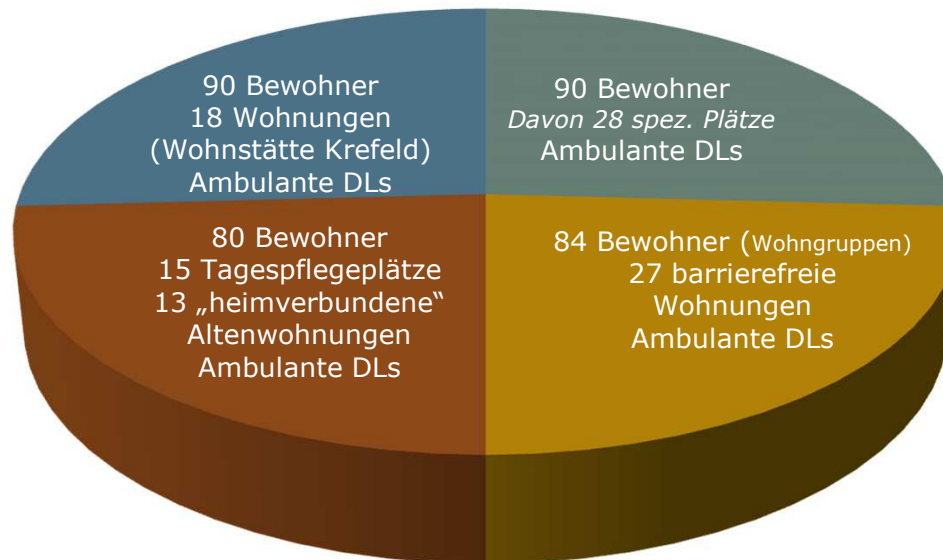 90 Bewohner
18 Wohnungen
(Wohnstätte Krefeld)
Ambulante DLs
90 Bewohner
Davon 28 spez. Plätze
Ambulante DLs
80 Bewohner
15 Tagespflegeplätze
13 „heimverbundene“
Altenwohnungen
Ambulante DLs
84 Bewohner (Wohngruppen)
27 barrierefreie
Wohnungen
Ambulante DLs